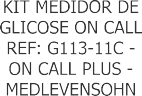 KIT MEDIDOR DE
GLICOSE ON CALL
REF: G113-11C -
ON CALL PLUS -
MEDLEVENSOHN